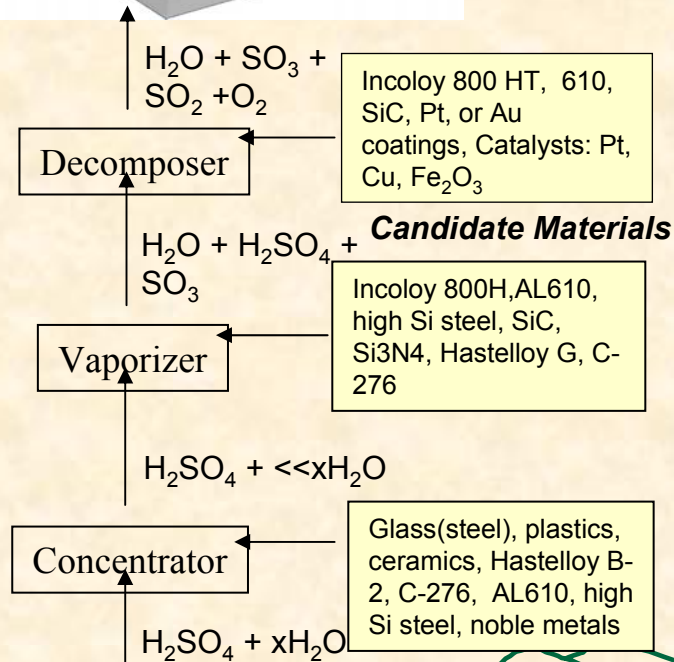 H₂O + SO₃ +
SO₂ +O₂
Incoloy 800 HT, 610,
SiC, Pt, or Au
coatings, Catalysts: Pt,
Cu, Fe₂O₃
Decomposer
Candidate Materials
H₂O + H₂SO₄ +
SO₃
Incoloy 800H,AL610,
high Si steel, SiC,
Si3N4, Hastelloy G, C-
276
Vaporizer
H₂SO₄ + <<xH₂O
Glass(steel), plastics,
ceramics, Hastelloy B-
2, C-276, AL610, high
Si steel, noble metals
Concentrator
H₂SO₄ + xH₂O